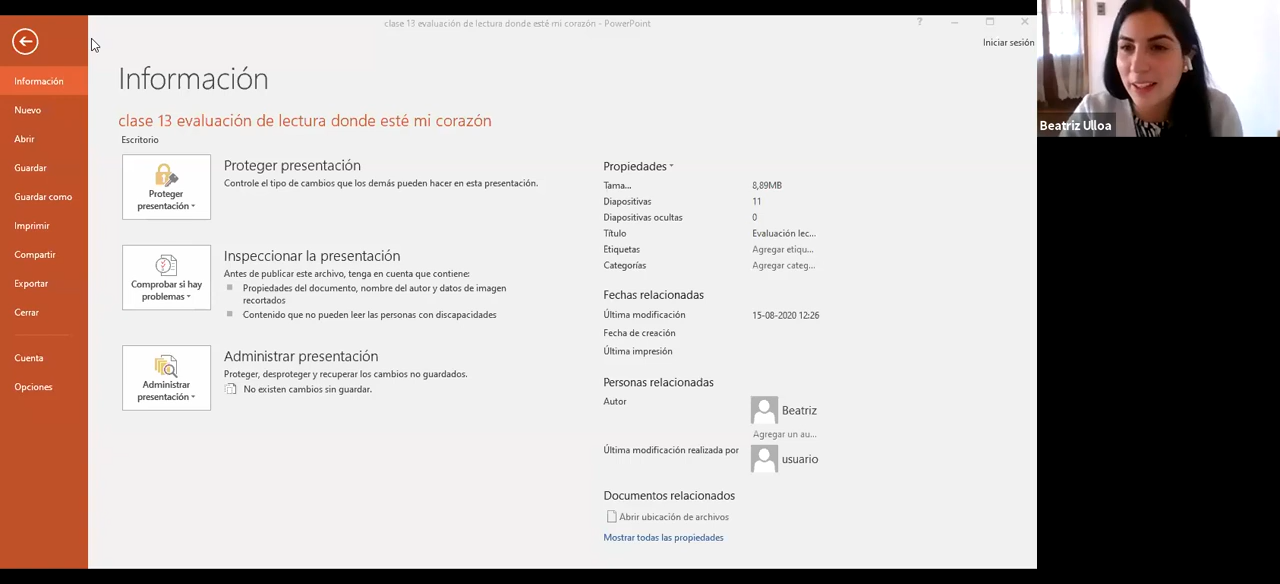 clase 13 evaluación de lectura donde esté mi corazón - PowerPoint
?
Iniciar sesión
Información
Nuevo
Abrir
Guardar
Guardar como
Imprimir
Compartir
Exportar
Cerrar
Cuenta
Opciones
Información
clase 13 evaluación de lectura donde esté mi corazón
Escritorio
Proteger presentación
Proteger presentación
Controle el tipo de cambios que los demás pueden hacer en esta presentación.
Comprobar si hay problemas
Inspeccionar la presentación
Antes de publicar este archivo, tenga en cuenta que contiene:
Propiedades del documento, nombre del autor y datos de imagen
recortados
Contenido que no pueden leer las personas con discapacidades
Administrar presentación
Administrar presentación
Proteger, desproteger y recuperar los cambios no guardados.
No existen cambios sin guardar.
Propiedades
Tama... 8,89MB
Diapositivas 11
Diapositivas ocultas 0
Título Evaluación lec...
Etiquetas Agregar etiqu...
Categorías Agregar categ...
Fechas relacionadas
Última modificación 15-08-2020 12:26
Fecha de creación
Última impresión
Personas relacionadas
Autor
Beatriz
Agregar un au...
Última modificación realizada por
usuario
Documentos relacionados
Abrir ubicación de archivos
Mostrar todas las propiedades
Beatriz Ulloa